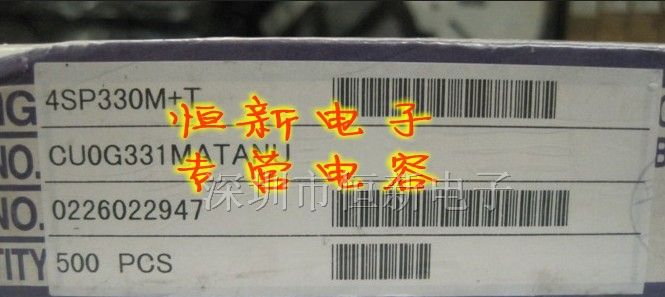 NG 4SP330M+T
恒新电子
NO. CU0G331MATANU
专营电容
深圳市恒新电子
NO. 0226022947
TITY 500 PCS